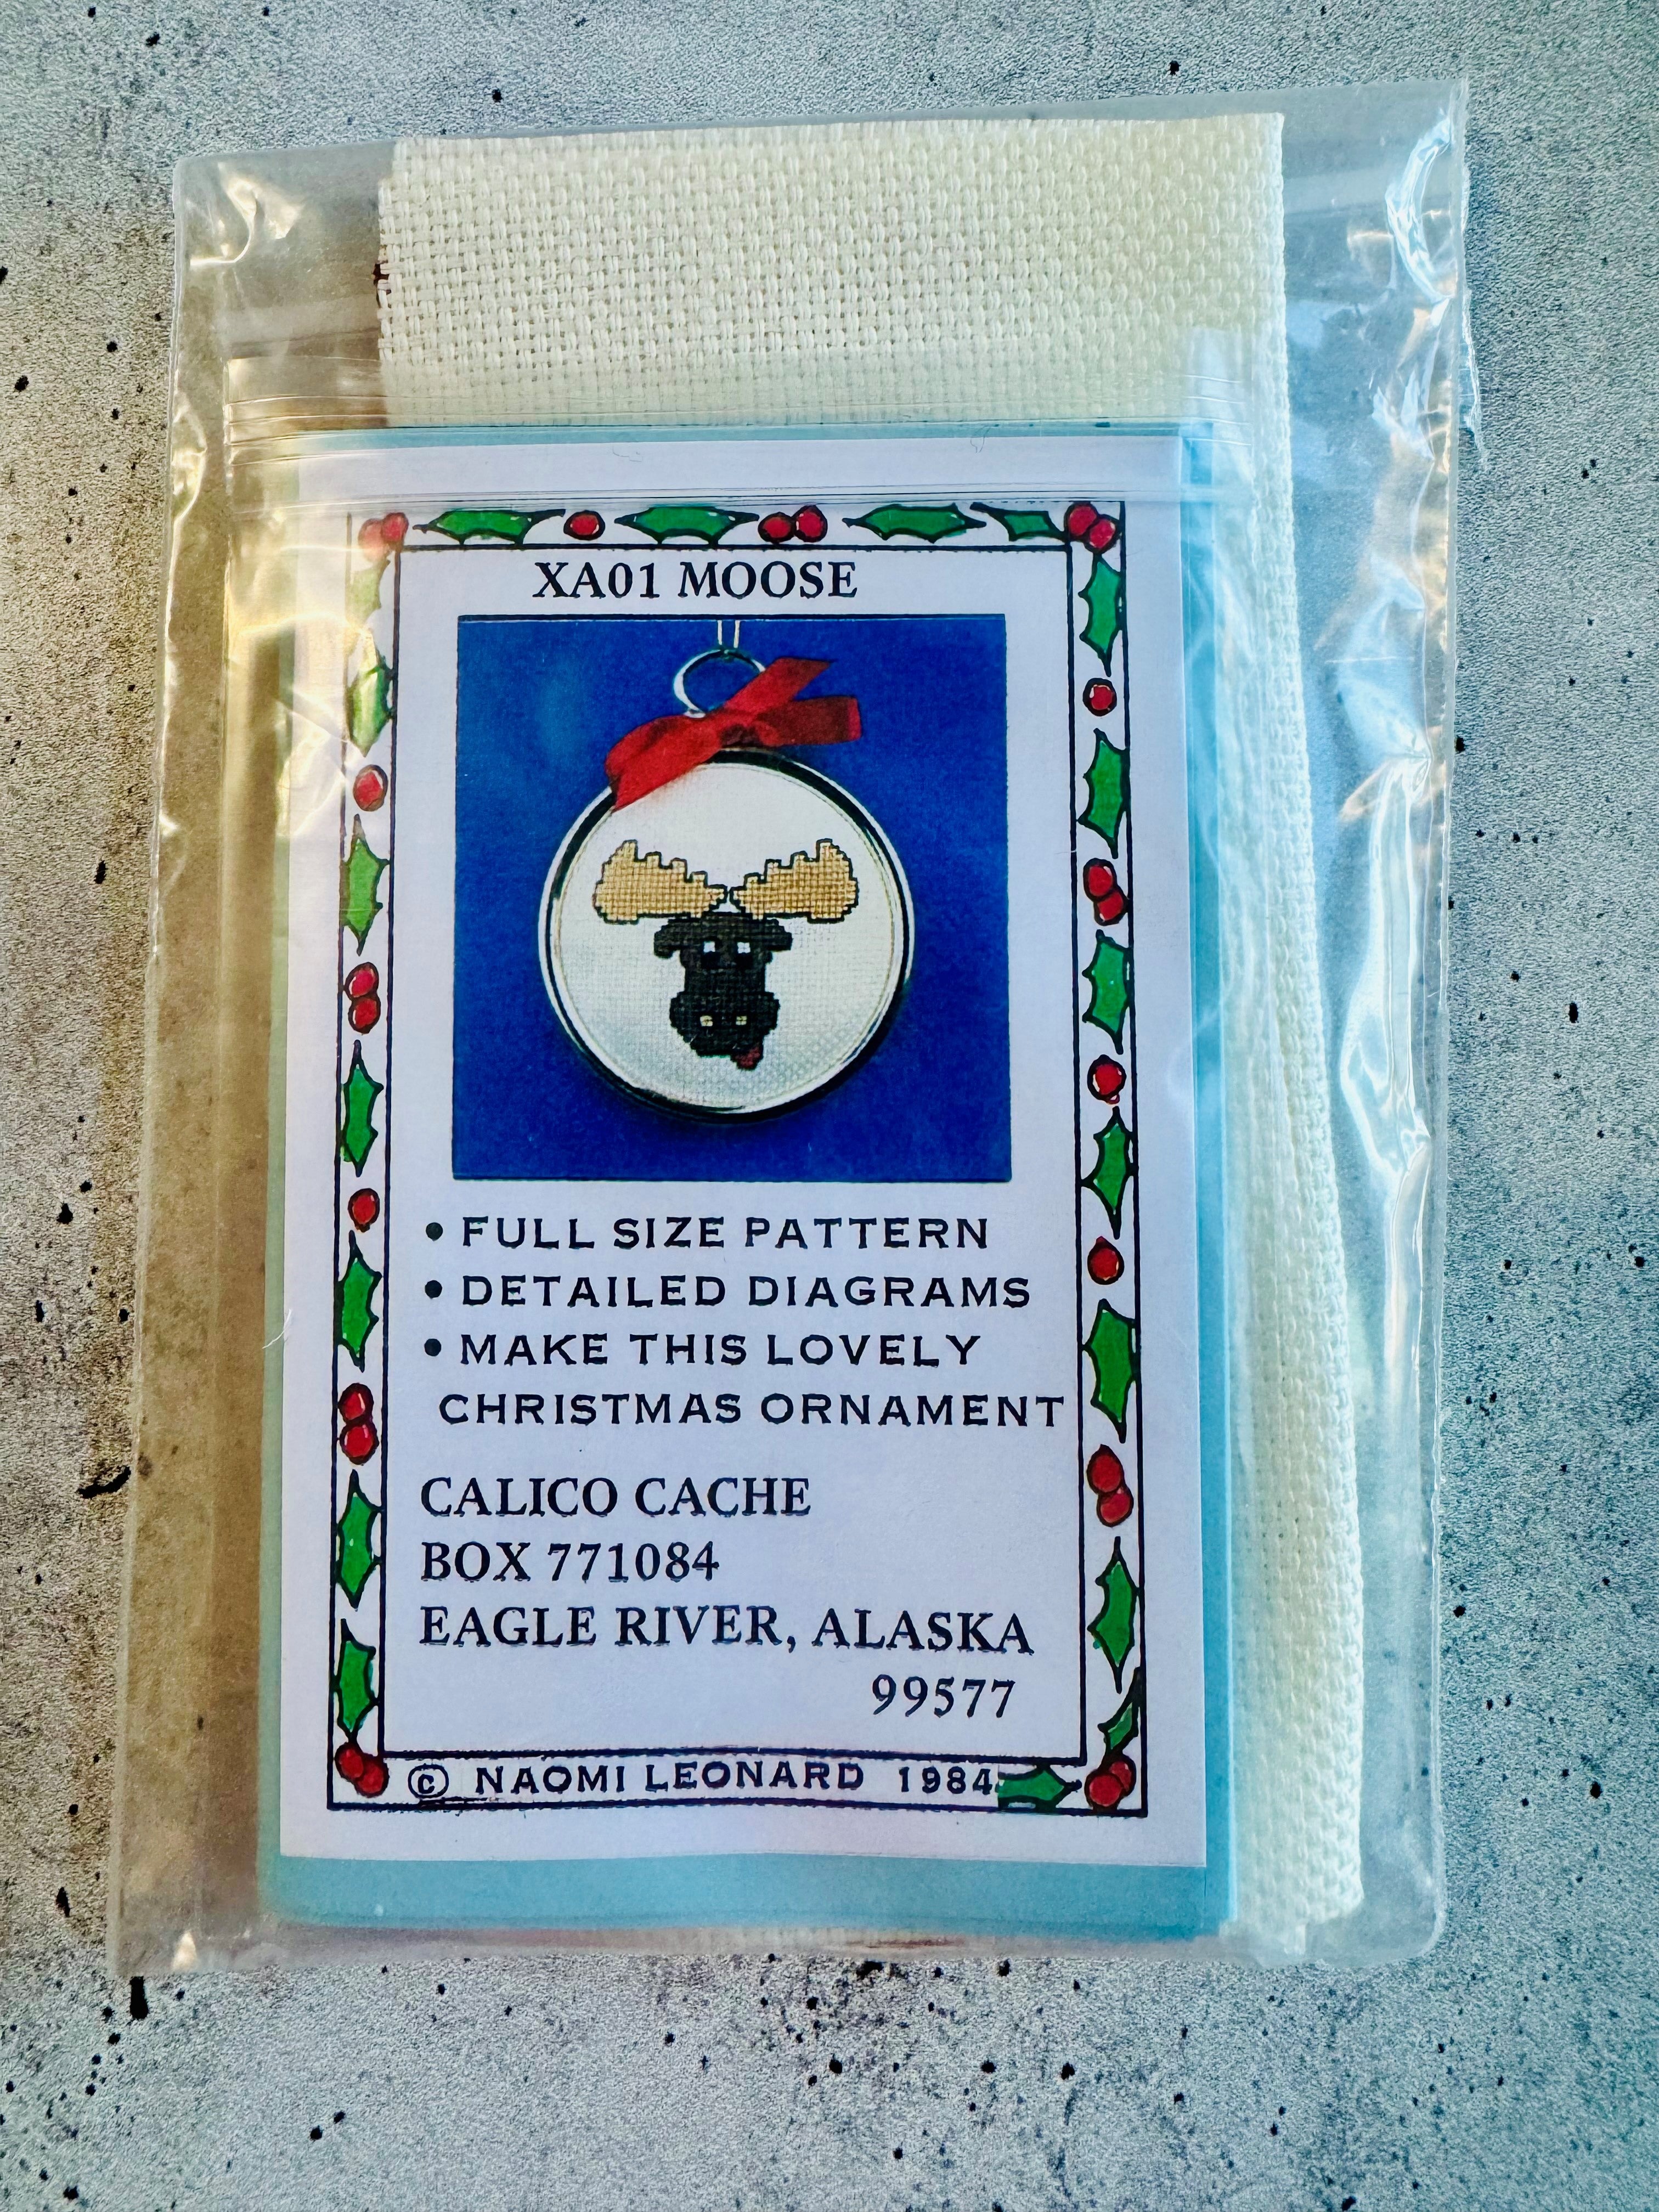 XA01 MOOSE
• FULL SIZE PATTERN
• DETAILED DIAGRAMS
• MAKE THIS LOVELY
CHRISTMAS ORNAMENT
CALICO CACHE
BOX 771084
EAGLE RIVER, ALASKA
99577
© NAOMI LEONARD 1984